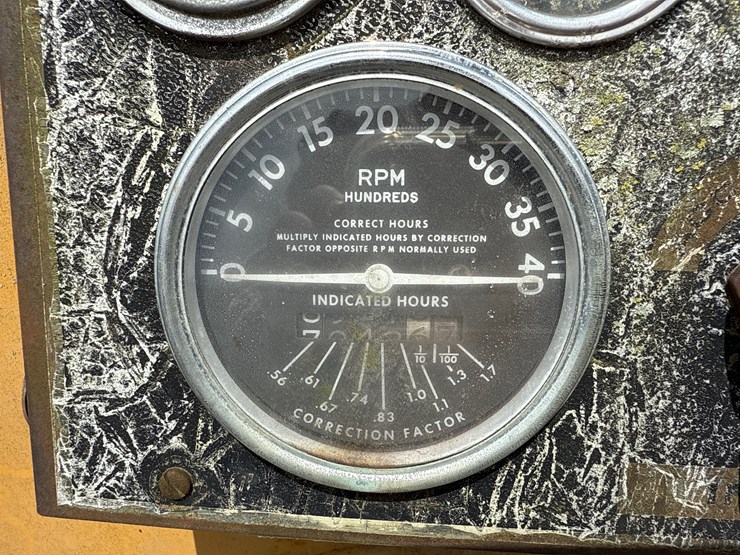 0 5 10 15 20 25 30 35 40
RPM
HUNDREDS
CORRECT HOURS
MULTIPLY INDICATED HOURS BY CORRECTION
FACTOR OPPOSITE RPM NORMALLY USED
INDICATED HOURS
1/10 1/100
.56 .61 .67 .74 .83 1.0 1.1 1.3 1.7
CORRECTION FACTOR